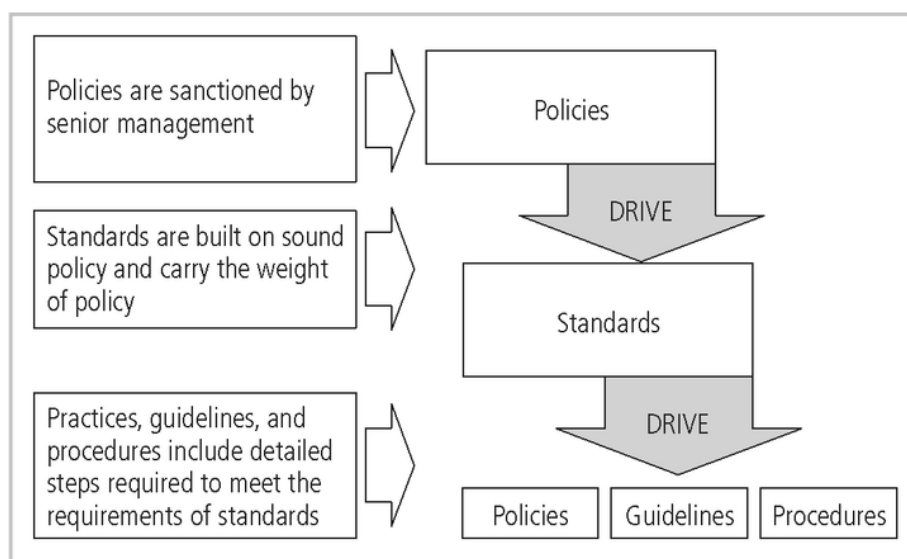 Policies are sanctioned by
senior management
Policies
DRIVE
Standards are built on sound
policy and carry the weight
of policy
Standards
DRIVE
Practices, guidelines, and
procedures include detailed
steps required to meet the
requirements of standards
Policies
Guidelines
Procedures